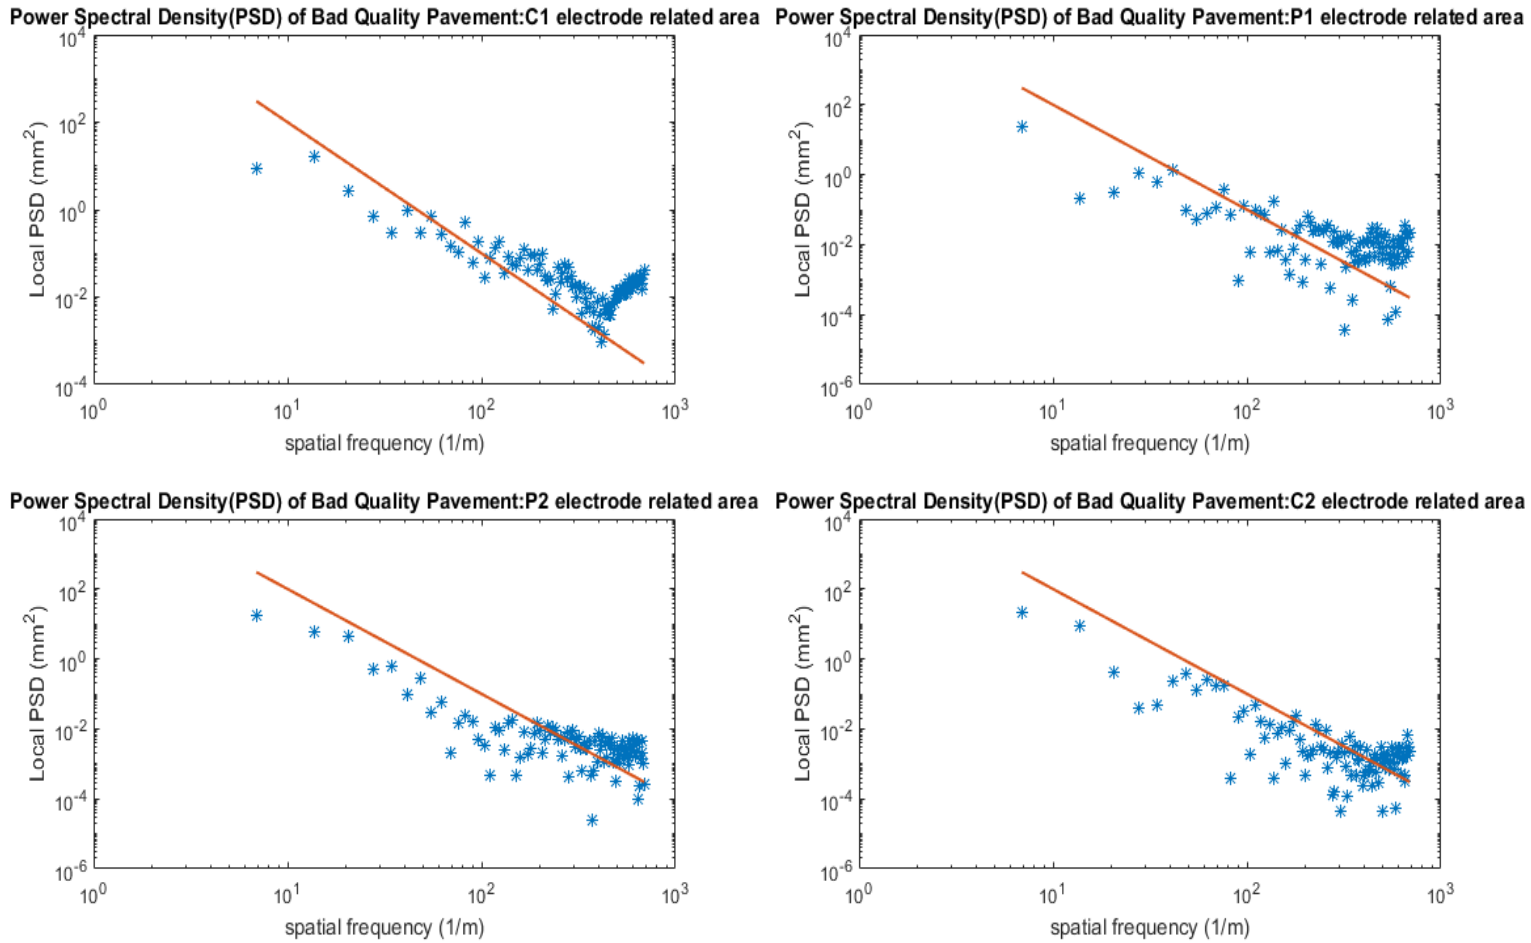 Power Spectral Density(PSD) of Bad Quality Pavement:C1 electrode related area
10^4
10^2
10^0
10^-2
10^-4
Local PSD (mm^2)
10^0 10^1 10^2 10^3
spatial frequency (1/m)
Power Spectral Density(PSD) of Bad Quality Pavement:P1 electrode related area
10^4
10^2
10^0
10^-2
10^-4
10^-6
Local PSD (mm^2)
10^0 10^1 10^2 10^3
spatial frequency (1/m)
Power Spectral Density(PSD) of Bad Quality Pavement:P2 electrode related area
10^4
10^2
10^0
10^-2
10^-4
10^-6
Local PSD (mm^2)
10^0 10^1 10^2 10^3
spatial frequency (1/m)
Power Spectral Density(PSD) of Bad Quality Pavement:C2 electrode related area
10^4
10^2
10^0
10^-2
10^-4
10^-6
Local PSD (mm^2)
10^0 10^1 10^2 10^3
spatial frequency (1/m)